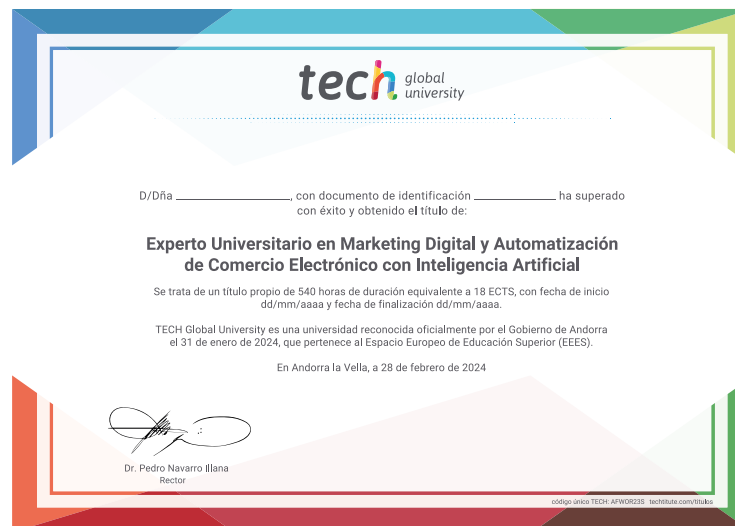 tech global university
D/Dña ________________, con documento de identificación ____________ ha superado
con éxito y obtenido el título de:
Experto Universitario en Marketing Digital y Automatización
de Comercio Electrónico con Inteligencia Artificial
Se trata de un título propio de 540 horas de duración equivalente a 18 ECTS, con fecha de inicio
dd/mm/aaaa y fecha de finalización dd/mm/aaaa.
TECH Global University es una universidad reconocida oficialmente por el Gobierno de Andorra
el 31 de enero de 2024, que pertenece al Espacio Europeo de Educación Superior (EEES).
En Andorra la Vella, a 28 de febrero de 2024
Dr. Pedro Navarro Illana
Rector
código único TECH: AFWOR23S techtitute.com/titulos